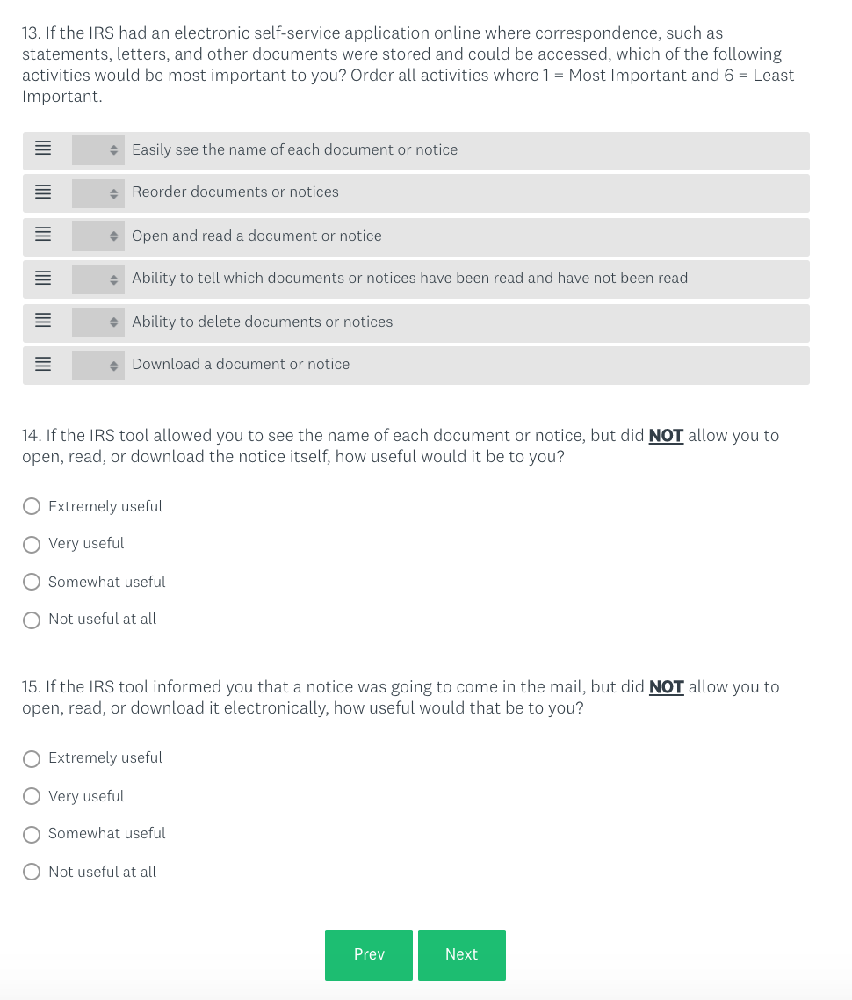 13. If the IRS had an electronic self-service application online where correspondence, such as
statements, letters, and other documents were stored and could be accessed, which of the following
activities would be most important to you? Order all activities where 1 = Most Important and 6 = Least
Important.
Easily see the name of each document or notice
Reorder documents or notices
Open and read a document or notice
Ability to tell which documents or notices have been read and have not been read
Ability to delete documents or notices
Download a document or notice
14. If the IRS tool allowed you to see the name of each document or notice, but did NOT allow you to
open, read, or download the notice itself, how useful would it be to you?
Extremely useful
Very useful
Somewhat useful
Not useful at all
15. If the IRS tool informed you that a notice was going to come in the mail, but did NOT allow you to
open, read, or download it electronically, how useful would that be to you?
Extremely useful
Very useful
Somewhat useful
Not useful at all
Prev Next